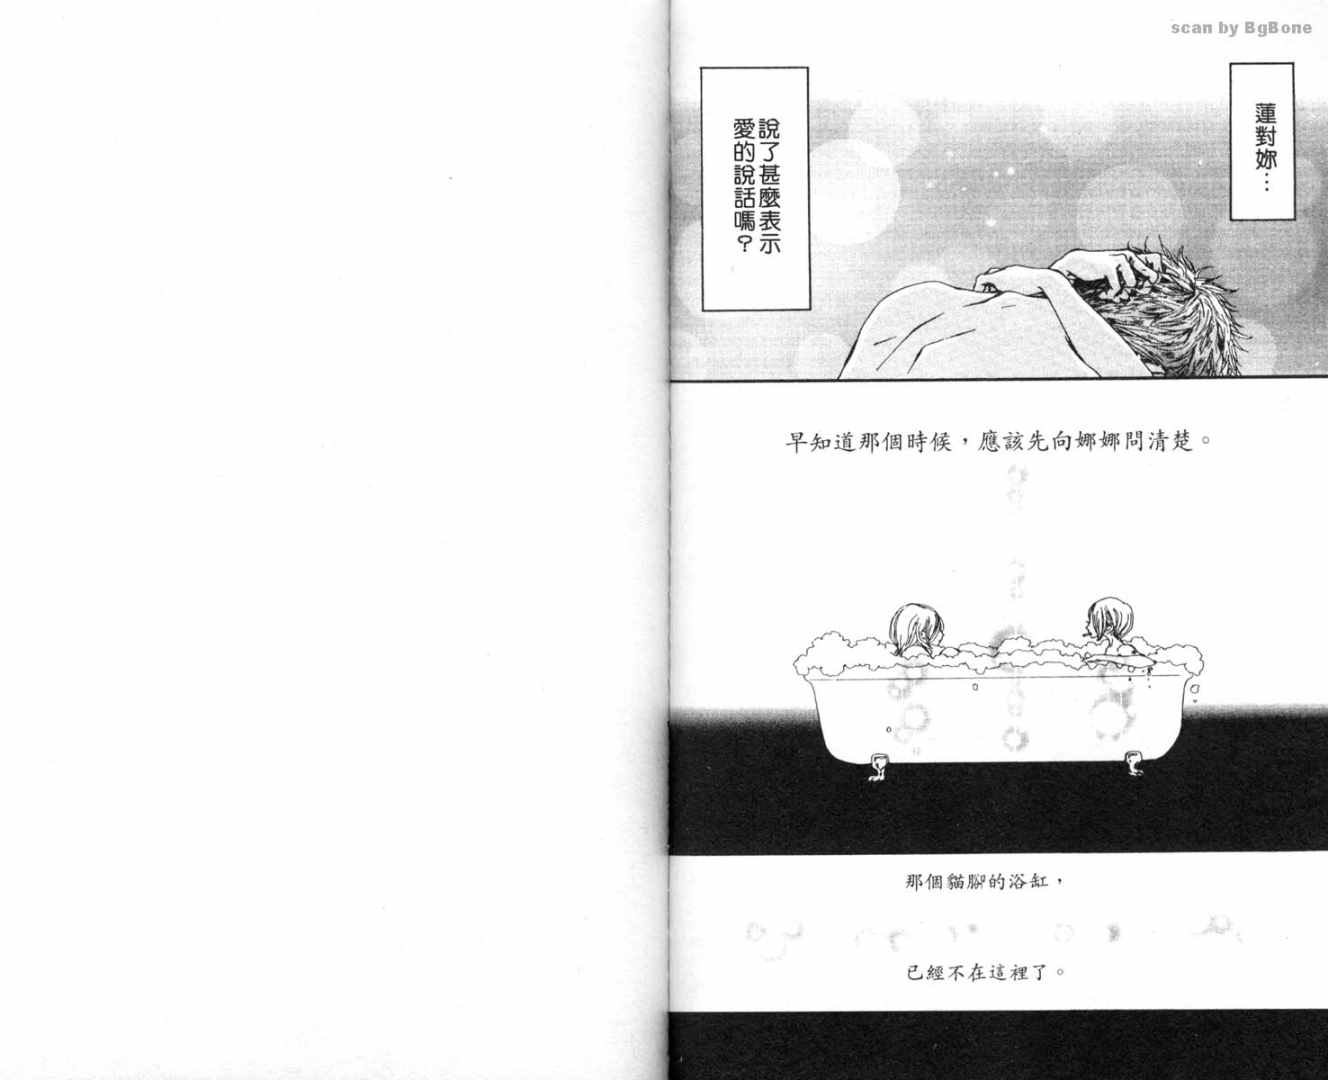 scan by BgBone
蓮對妳…
說了甚麼表示
愛的說話嗎？
早知道那個時候，應該先向娜娜問清楚。
那個貓腳的浴缸，
已經不在這裡了。